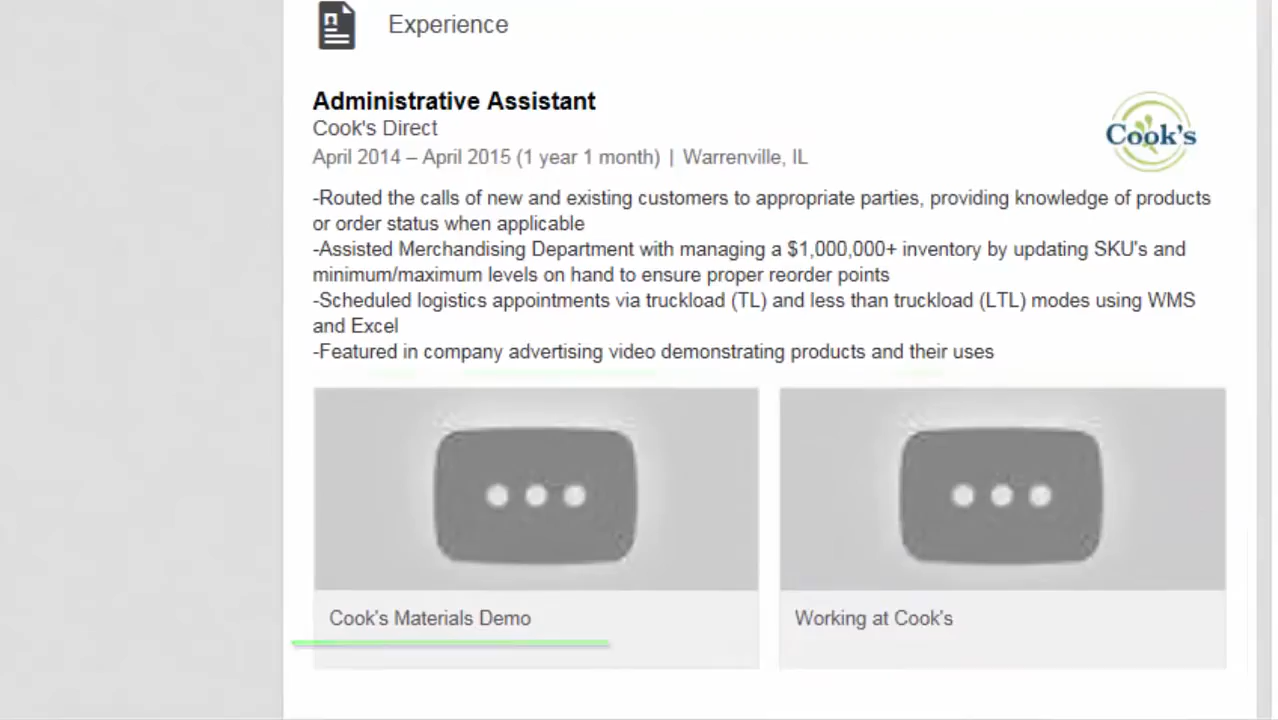 Experience
Administrative Assistant
Cook's Direct
April 2014 – April 2015 (1 year 1 month) | Warrenville, IL
Cook's
-Routed the calls of new and existing customers to appropriate parties, providing knowledge of products
or order status when applicable
-Assisted Merchandising Department with managing a $1,000,000+ inventory by updating SKU's and
minimum/maximum levels on hand to ensure proper reorder points
-Scheduled logistics appointments via truckload (TL) and less than truckload (LTL) modes using WMS
and Excel
-Featured in company advertising video demonstrating products and their uses
Cook's Materials Demo
Working at Cook's